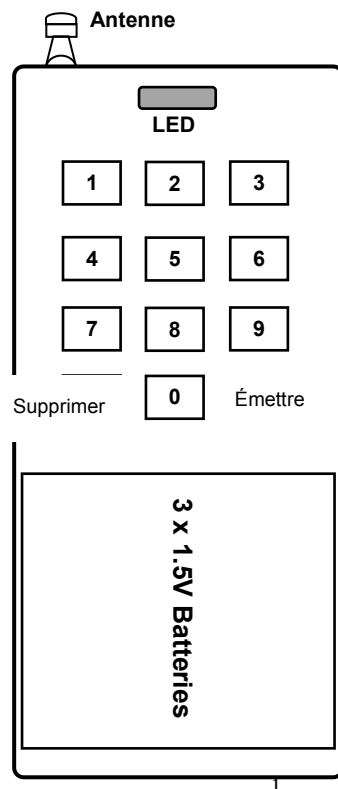 Antenne
LED
1 2 3
4 5 6
7 8 9
Supprimer 0 Émettre
3 x 1.5V Batteries
1